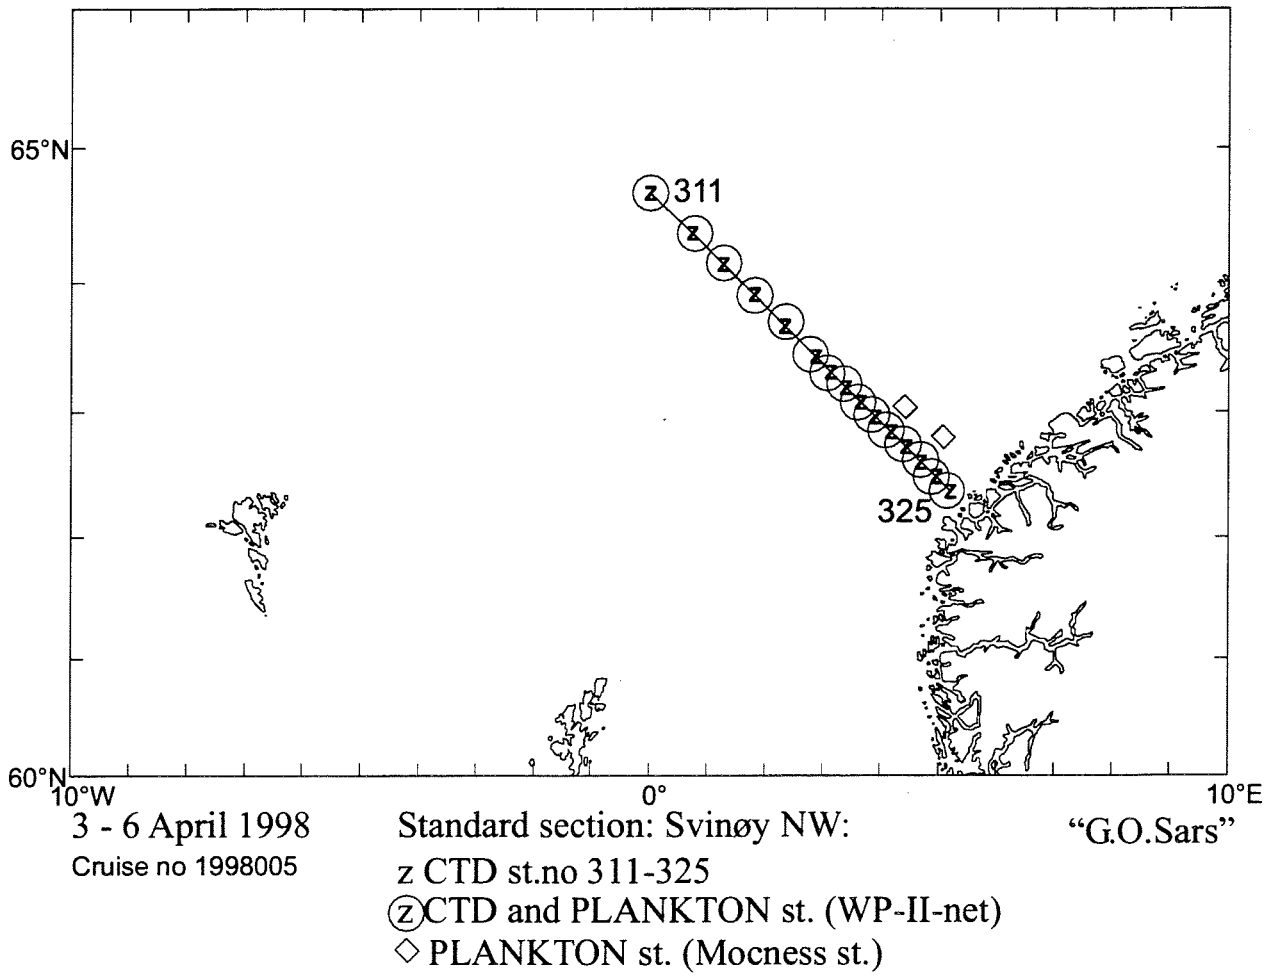 65°N
311
325
60°N
10°W
0°
10°E
3 - 6 April 1998
Standard section: Svinøy NW:
“G.O.Sars”
Cruise no 1998005
z CTD st.no 311-325
z CTD and PLANKTON st. (WP-II-net)
PLANKTON st. (Mocness st.)